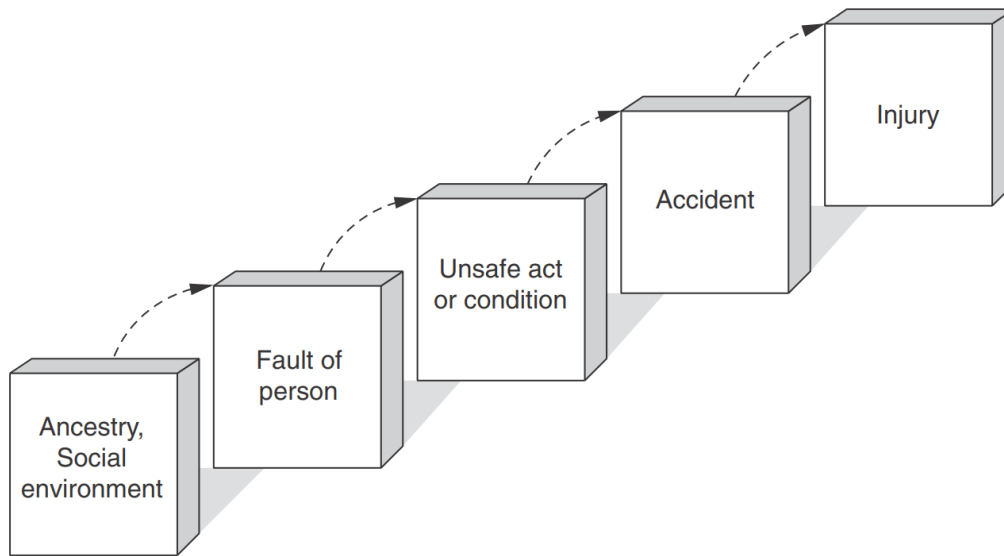 Ancestry,
Social
environment
Fault of
person
Unsafe act
or condition
Accident
Injury